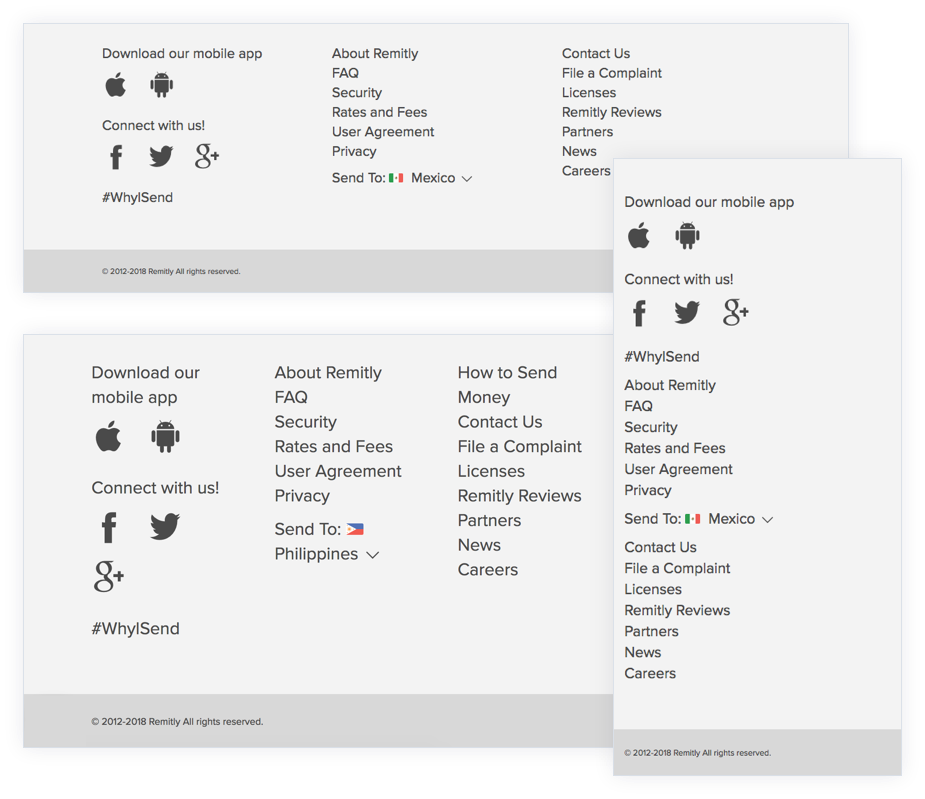 Download our mobile app
Connect with us!
#WhyISend
About Remitly
FAQ
Security
Rates and Fees
User Agreement
Privacy
Send To: Mexico
Contact Us
File a Complaint
Licenses
Remitly Reviews
Partners
News
Careers
© 2012-2018 Remitly All rights reserved.
Download our
mobile app
Connect with us!
#WhyISend
About Remitly
FAQ
Security
Rates and Fees
User Agreement
Privacy
Send To:
Philippines
How to Send
Money
Contact Us
File a Complaint
Licenses
Remitly Reviews
Partners
News
Careers
© 2012-2018 Remitly All rights reserved.
Download our mobile app
Connect with us!
#WhyISend
About Remitly
FAQ
Security
Rates and Fees
User Agreement
Privacy
Send To: Mexico
Contact Us
File a Complaint
Licenses
Remitly Reviews
Partners
News
Careers
© 2012-2018 Remitly All rights reserved.